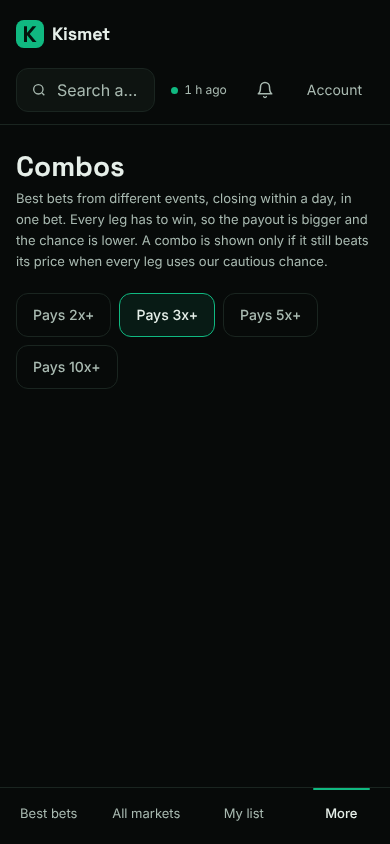 K Kismet
Search a...
1 h ago
Account
Combos
Best bets from different events, closing within a day, in
one bet. Every leg has to win, so the payout is bigger and
the chance is lower. A combo is shown only if it still beats
its price when every leg uses our cautious chance.
Pays 2x+
Pays 3x+
Pays 5x+
Pays 10x+
Best bets
All markets
My list
More